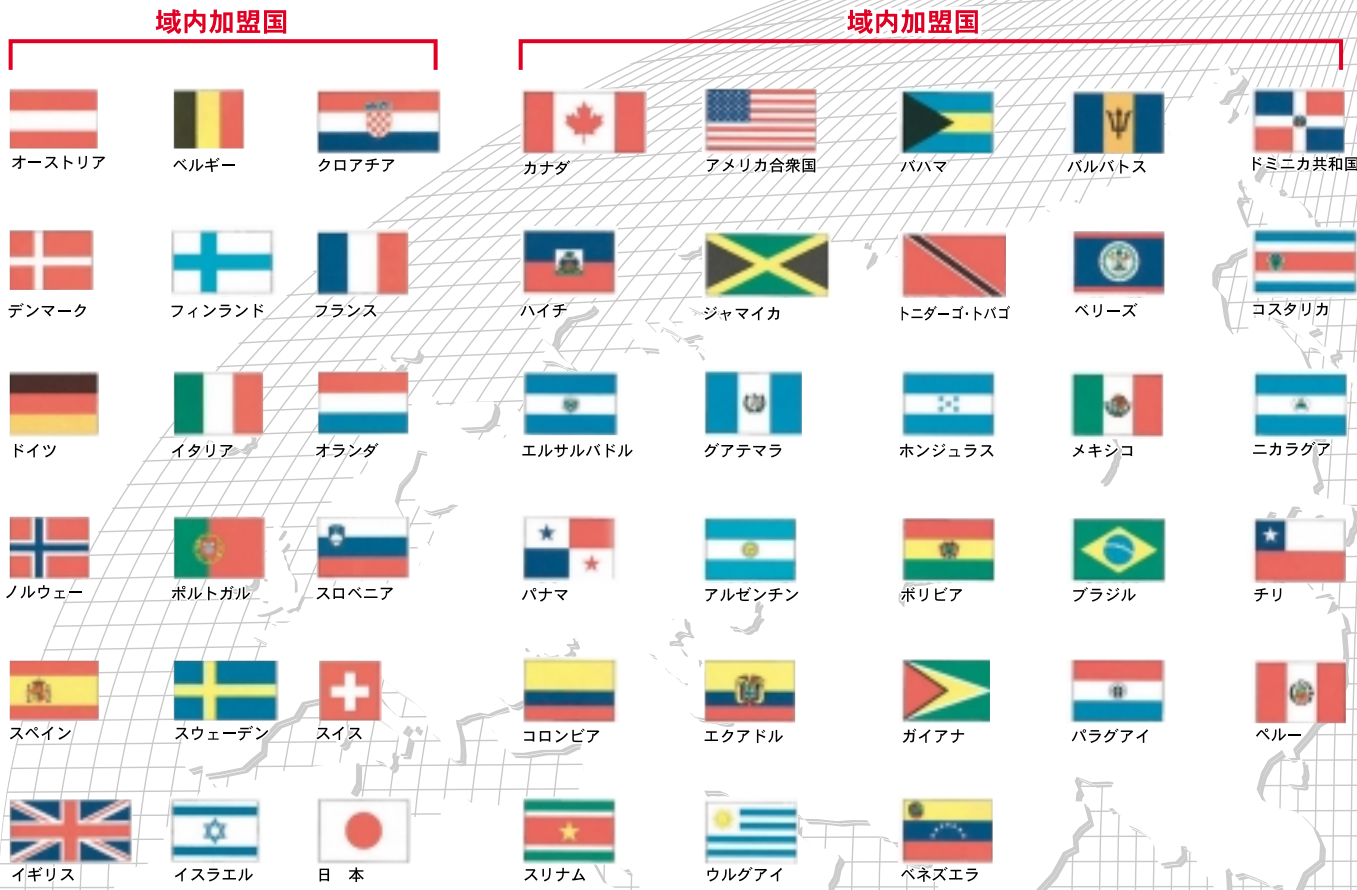 域内加盟国
オーストリア
ベルギー
クロアチア
デンマーク
フィンランド
フランス
ドイツ
イタリア
オランダ
ノルウェー
ポルトガル
スロベニア
スペイン
スウェーデン
スイス
イギリス
イスラエル
日 本
域内加盟国
カナダ
アメリカ合衆国
バハマ
バルバトス
ドミニカ共和国
ハイチ
ジャマイカ
トニダーゴ・トバゴ
ベリーズ
コスタリカ
エルサルバドル
グアテマラ
ホンジュラス
メキシコ
ニカラグア
パナマ
アルゼンチン
ボリビア
ブラジル
チリ
コロンビア
エクアドル
ガイアナ
パラグアイ
ペルー
スリナム
ウルグアイ
ベネズエラ